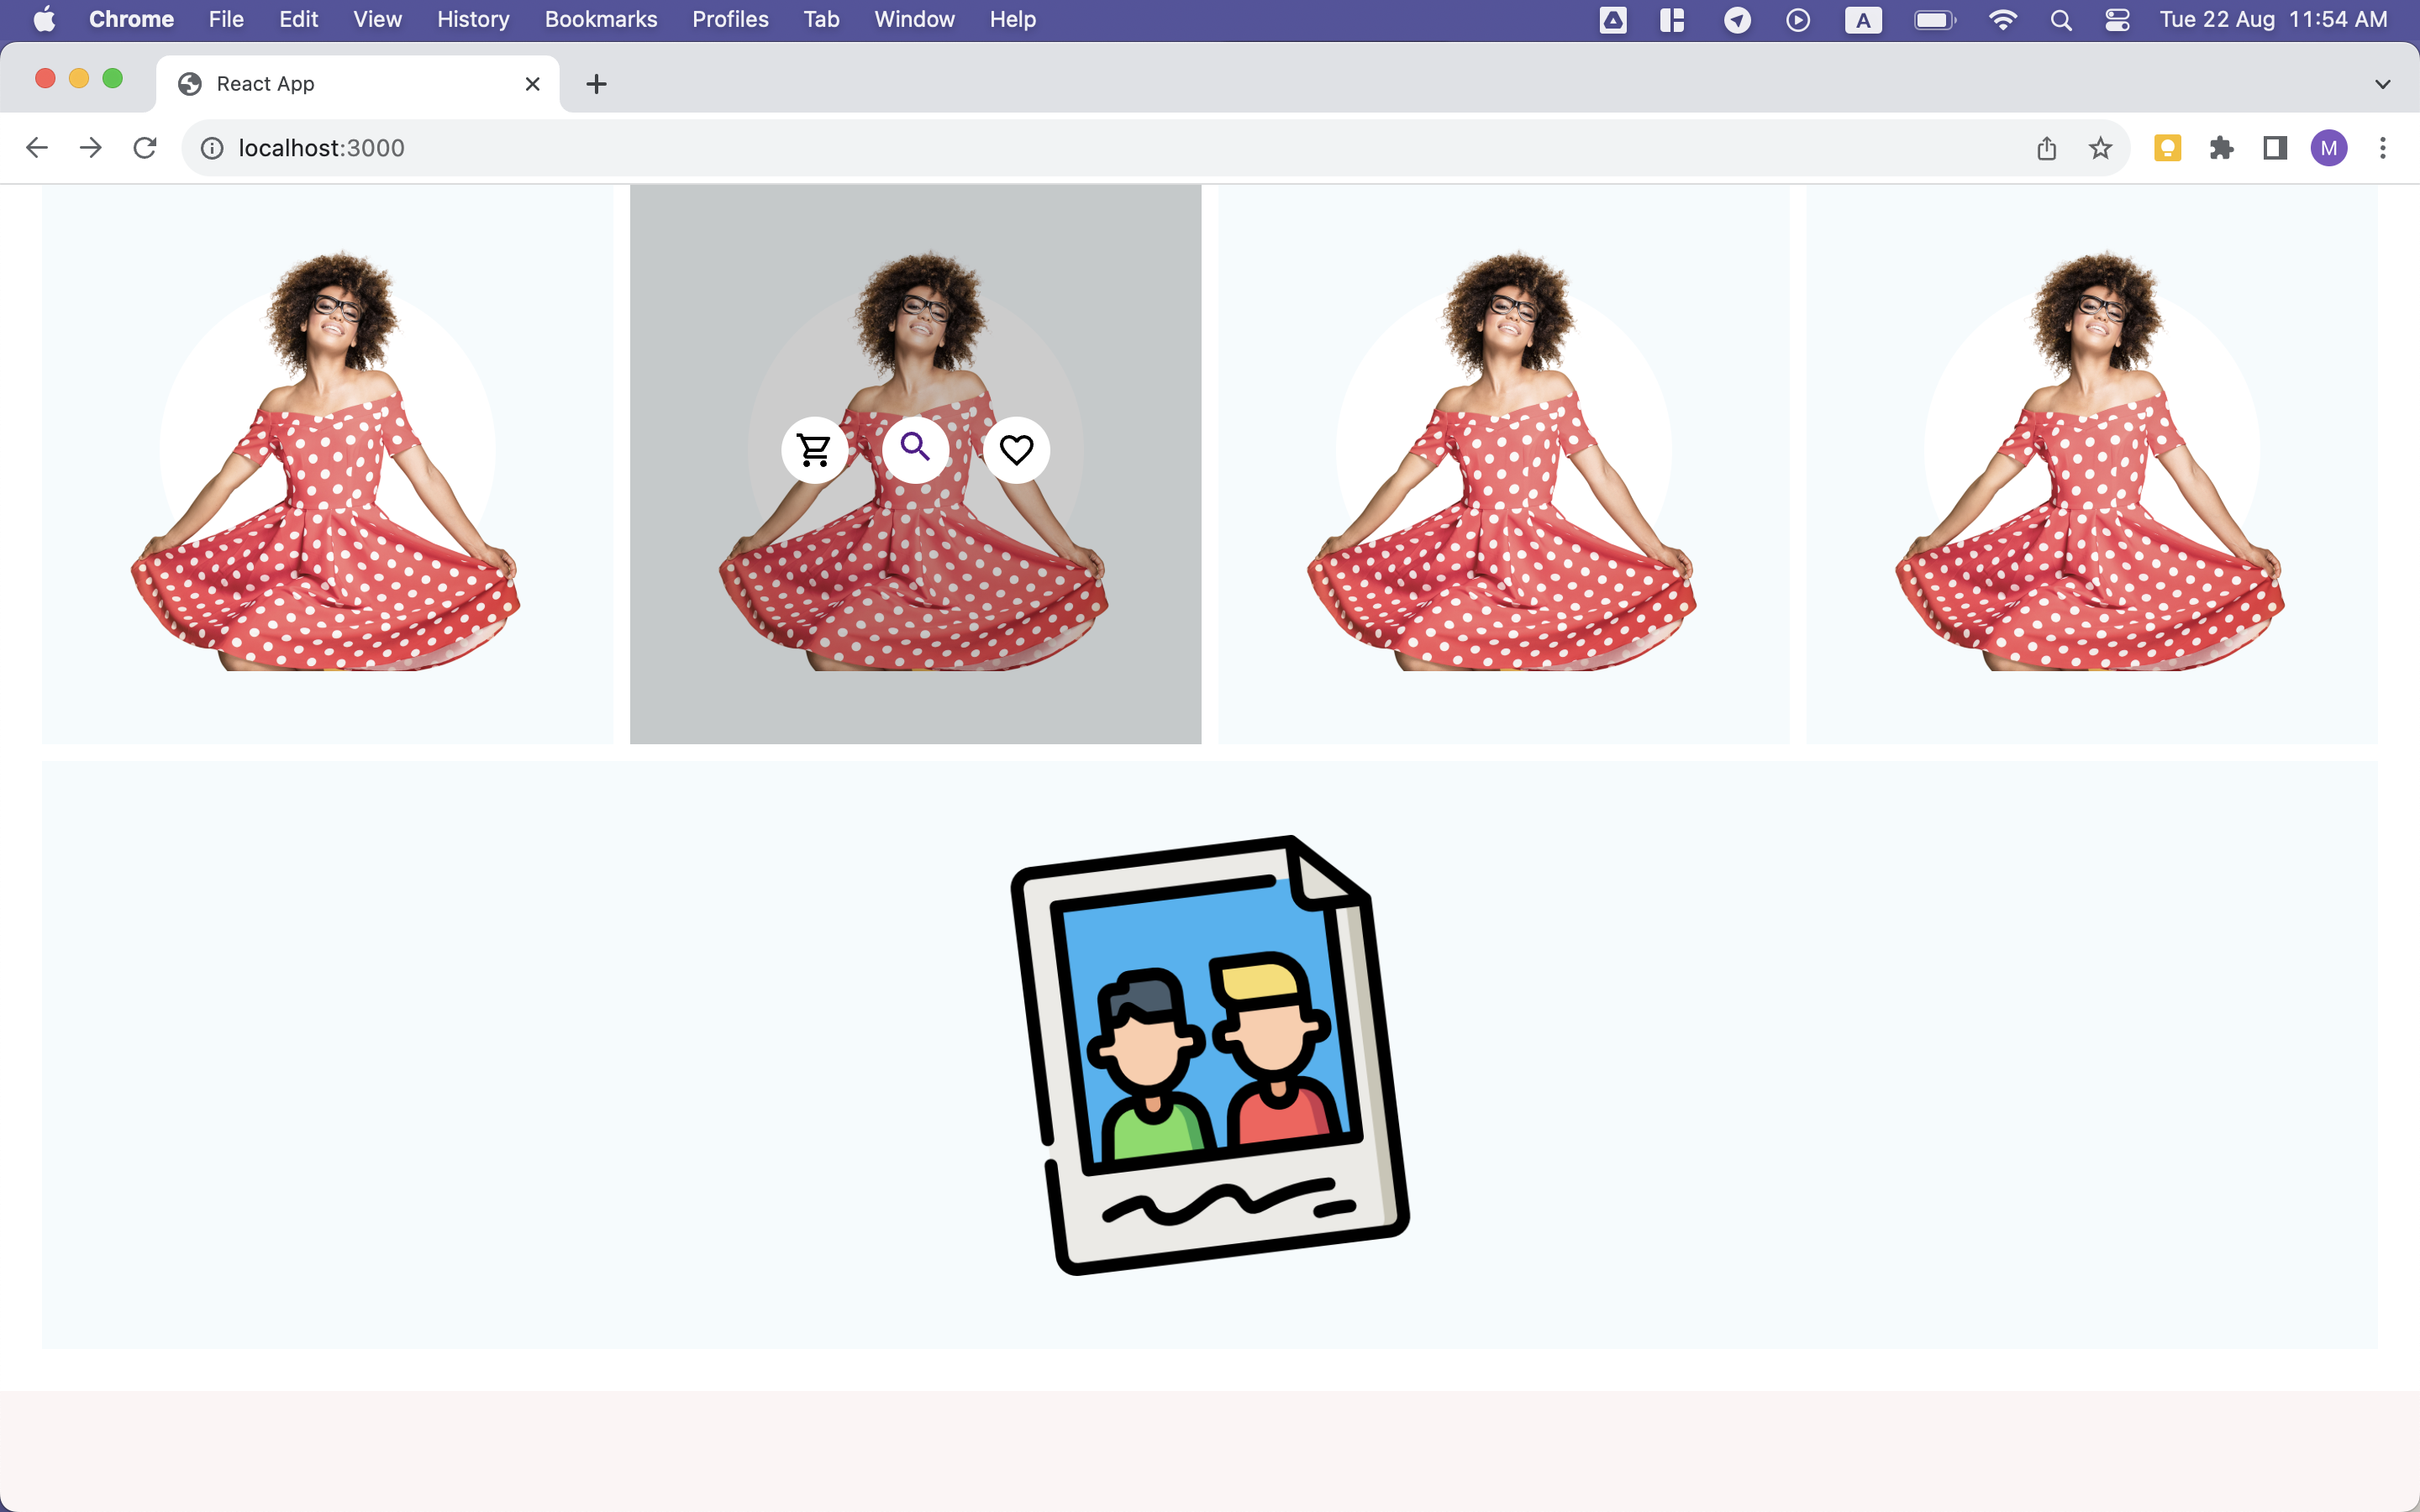 Chrome File Edit View History Bookmarks Profiles Tab Window Help A Tue 22 Aug 11:54 AM
React App
localhost:3000 M